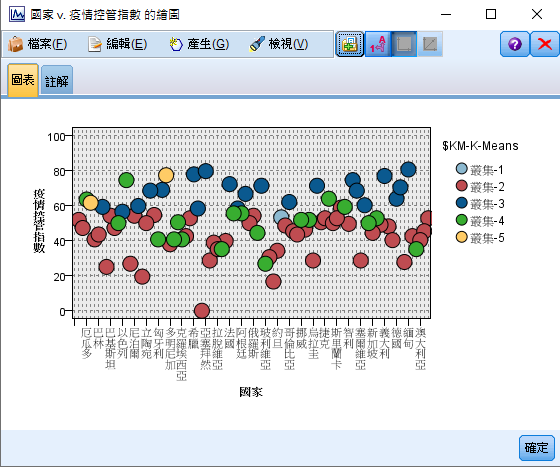 國家 v. 疫情控管指數 的繪圖
檔案(F) 編輯(E) 產生(G) 檢視(V)
圖表 註解
100
80
60
40
20
0
疫情控管指數
厄瓜多
巴林
巴基斯坦
以色列
尼泊爾
立陶宛
匈牙利
多明尼加
克羅埃西亞
希臘
亞塞拜然
拉脫維亞
法國
阿根廷
俄羅斯
玻利維亞
約旦
哥倫比亞
挪威
烏拉圭
捷克
斯里蘭卡
智利
塞爾維亞
新加坡
義大利
德國
緬甸
澳大利亞
國家
$KM-K-Means
叢集-1
叢集-2
叢集-3
叢集-4
叢集-5
確定